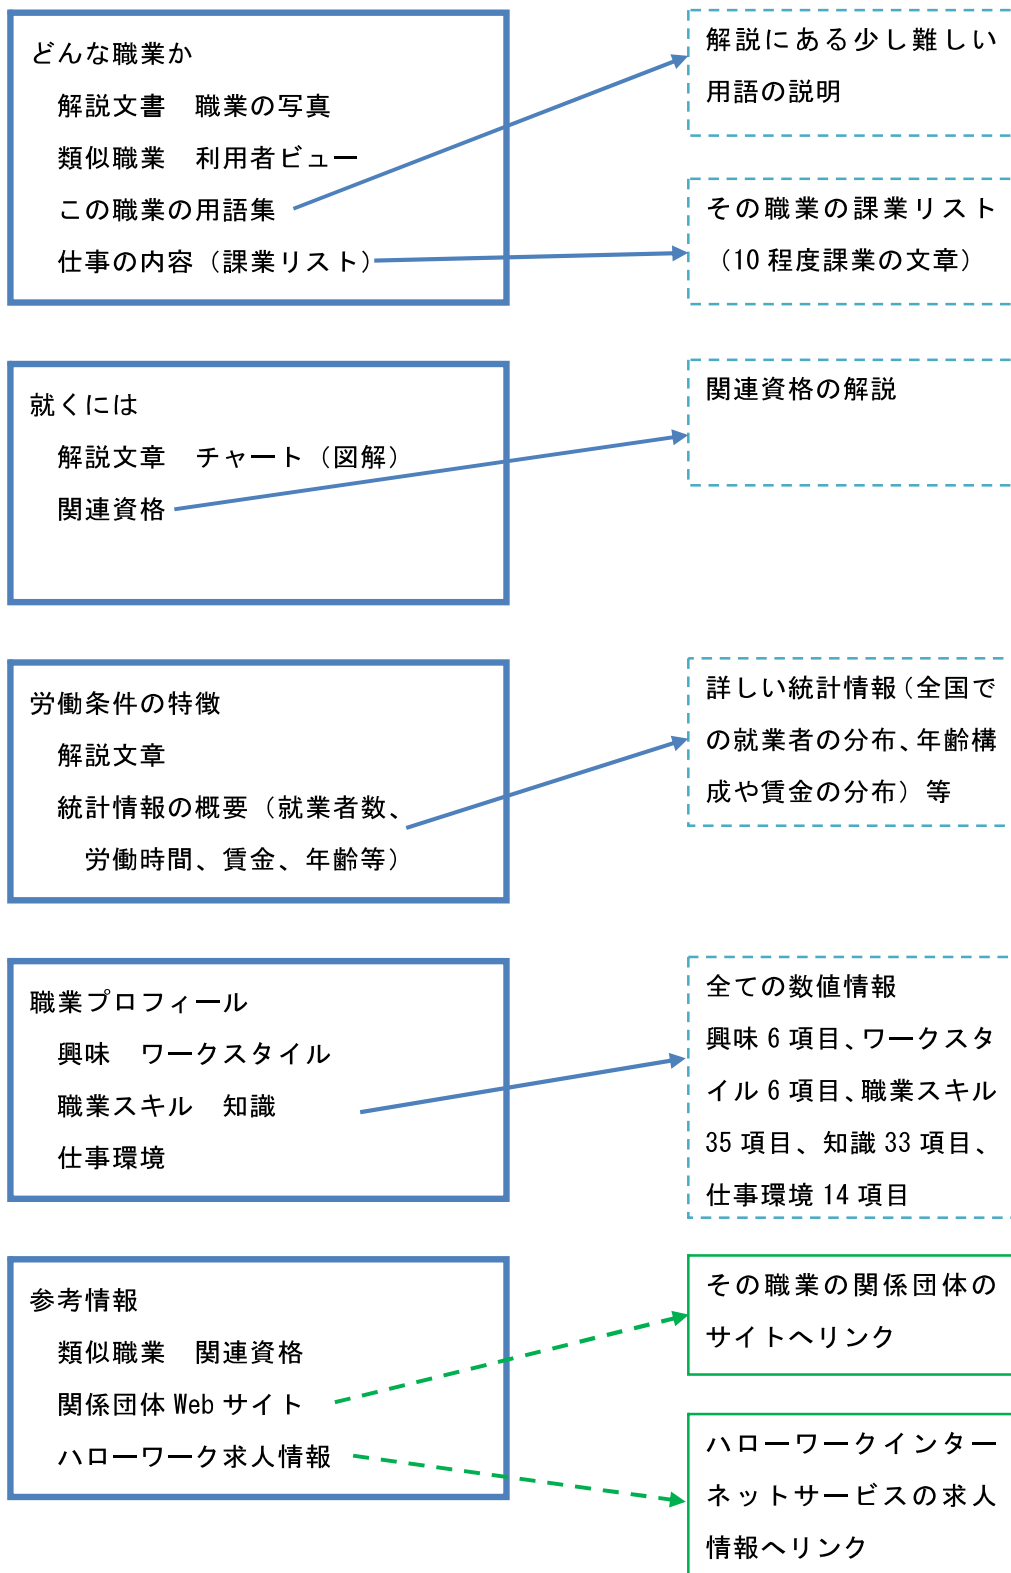 どんな職業か
解説文書　職業の写真
類似職業　利用者ビュー
この職業の用語集
仕事の内容（課業リスト）
解説にある少し難しい
用語の説明
その職業の課業リスト
（10 程度課業の文章）
就くには
解説文章　チャート（図解）
関連資格
関連資格の解説
労働条件の特徴
解説文章
統計情報の概要（就業者数、
労働時間、賃金、年齢等）
詳しい統計情報（全国で
の就業者の分布、年齢構
成や賃金の分布）等
職業プロフィール
興味　ワークスタイル
職業スキル　知識
仕事環境
全ての数値情報
興味 6 項目、ワークスタ
イル 6 項目、職業スキル
35 項目、知識 33 項目、
仕事環境 14 項目
参考情報
類似職業　関連資格
関係団体 Web サイト
ハローワーク求人情報
その職業の関係団体の
サイトへリンク
ハローワークインター
ネットサービスの求人
情報へリンク